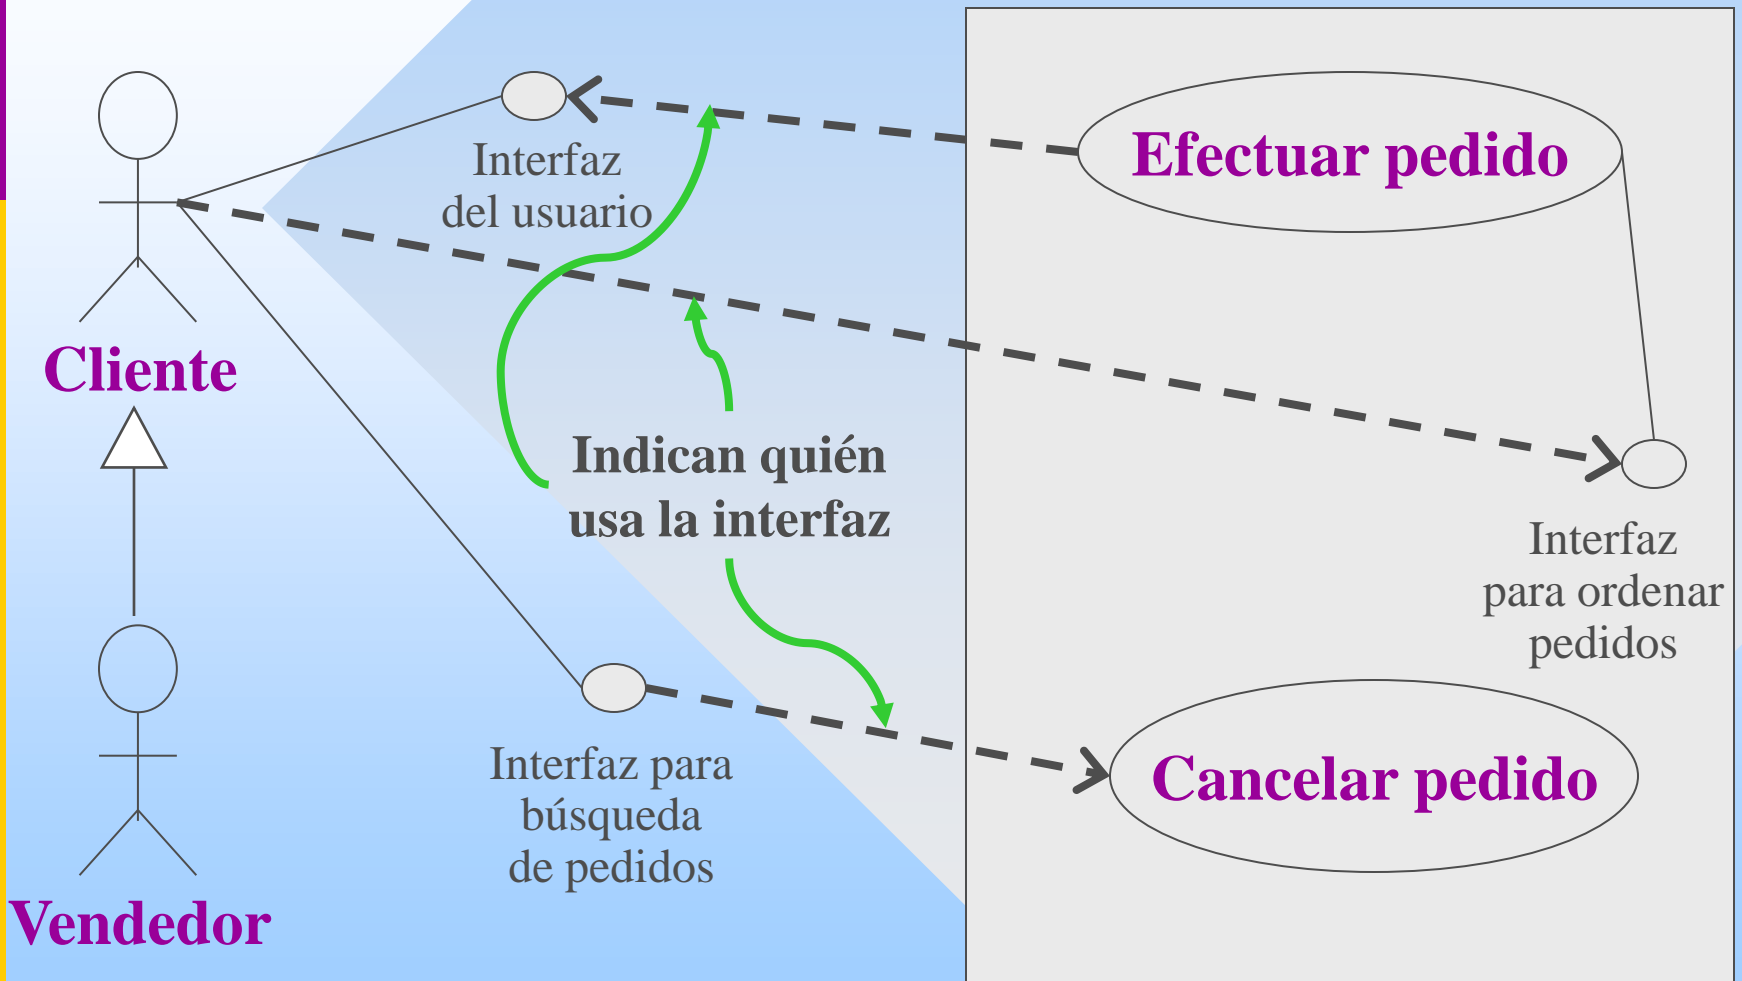 Efectuar pedido
Interfaz
del usuario
Cliente
Indican quién
usa la interfaz
Interfaz
para ordenar
pedidos
Interfaz para
búsqueda
de pedidos
Cancelar pedido
Vendedor